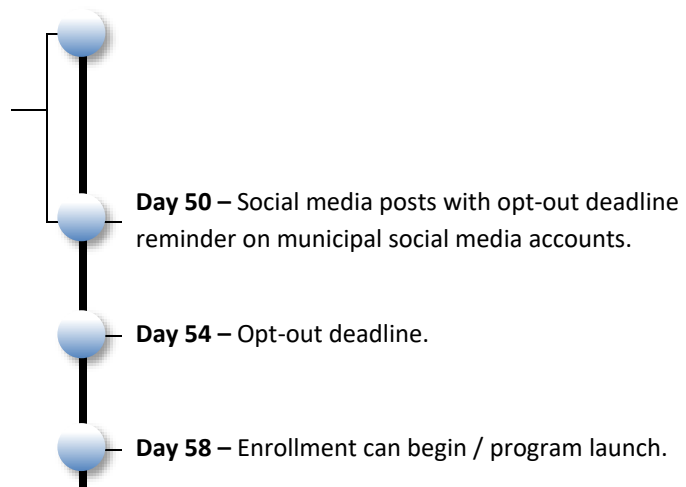 Day 50 – Social media posts with opt-out deadline
reminder on municipal social media accounts.
Day 54 – Opt-out deadline.
Day 58 – Enrollment can begin / program launch.